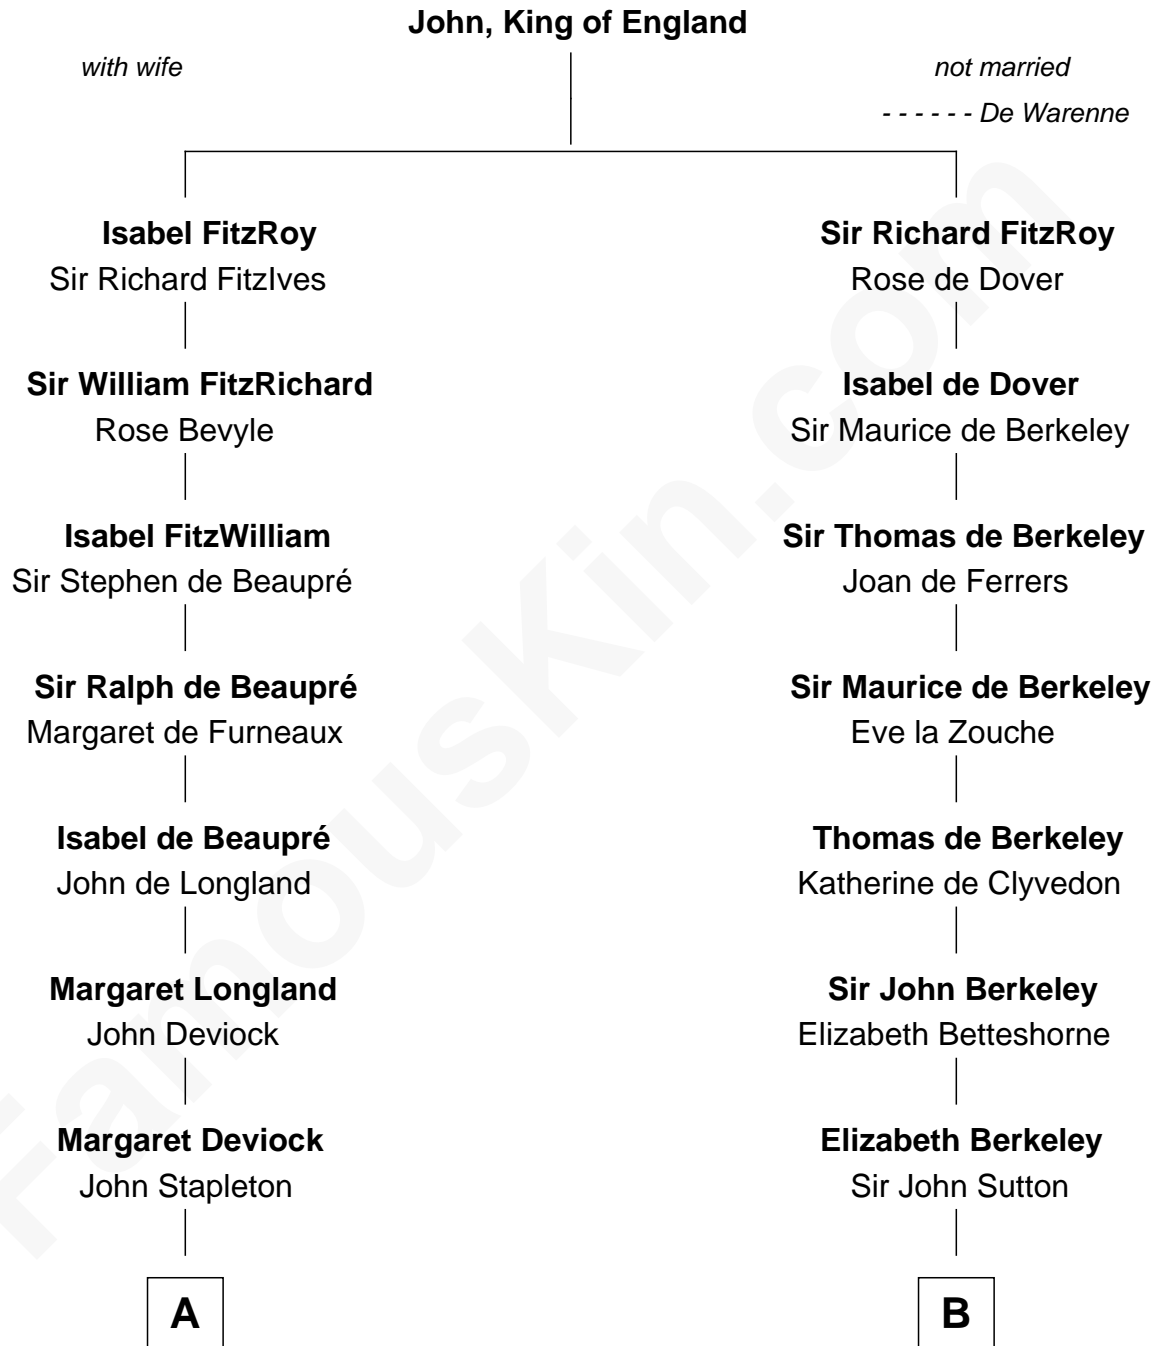 John, King of England
with wife
not married
- - - - - - De Warenne
Isabel FitzRoy
Sir Richard FitzIves
Sir Richard FitzRoy
Rose de Dover
Sir William FitzRichard
Rose Bevyle
Isabel de Dover
Sir Maurice de Berkeley
Isabel FitzWilliam
Sir Stephen de Beaupré
Sir Thomas de Berkeley
Joan de Ferrers
Sir Ralph de Beaupré
Margaret de Furneaux
Sir Maurice de Berkeley
Eve la Zouche
Isabel de Beaupré
John de Longland
Thomas de Berkeley
Katherine de Clyvedon
Margaret Longland
John Deviock
Sir John Berkeley
Elizabeth Betteshorne
Margaret Deviock
John Stapleton
Elizabeth Berkeley
Sir John Sutton
A
B
FamousKin.com